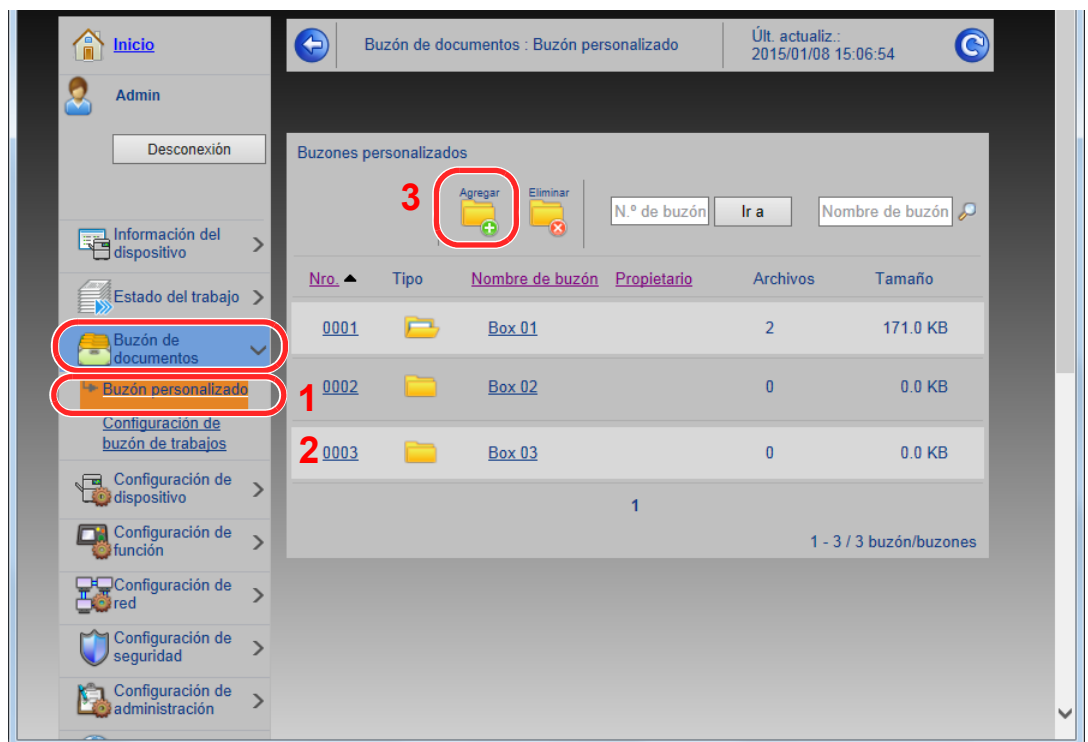 Inicio
Buzón de documentos : Buzón personalizado
Últ. actualiz.:
2015/01/08 15:06:54
Admin
Desconexión
Información del
dispositivo
Estado del trabajo
Buzón de
documentos
Buzón personalizado
1
Configuración de
buzón de trabajos
2
Configuración de
dispositivo
Configuración de
función
Configuración de
red
Configuración de
seguridad
Configuración de
administración
Buzones personalizados
3
Agregar
Eliminar
N.º de buzón
Ir a
Nombre de buzón
Nro. Tipo Nombre de buzón Propietario Archivos Tamaño
0001 Box 01 2 171.0 KB
0002 Box 02 0 0.0 KB
0003 Box 03 0 0.0 KB
1
1 - 3 / 3 buzón/buzones